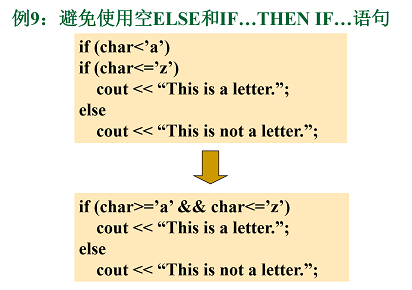 例9：避免使用空ELSE和IF…THEN IF…语句
if (char<’a’)
if (char<=’z’)
cout << “This is a letter.”;
else
cout << “This is not a letter.”;
if (char>=’a’ && char<=’z’)
cout << “This is a letter.”;
else
cout << “This is not a letter.”;